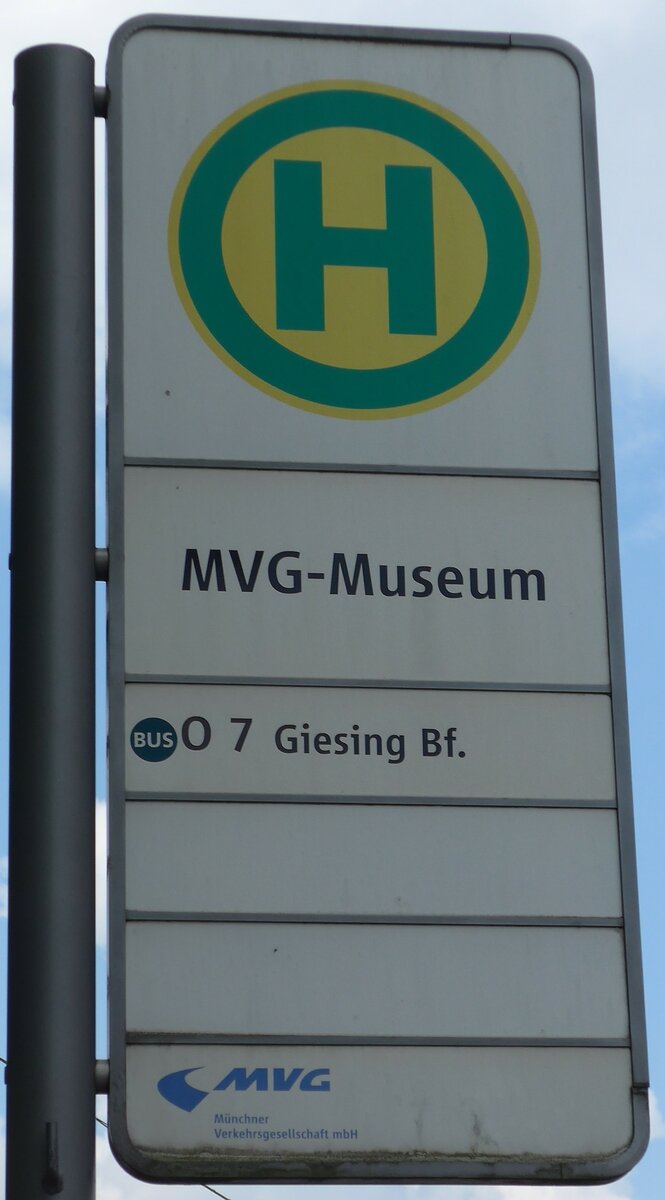 H
MVG-Museum
BUS O 7 Giesing Bf.
MVG
Münchner
Verkehrsgesellschaft mbH